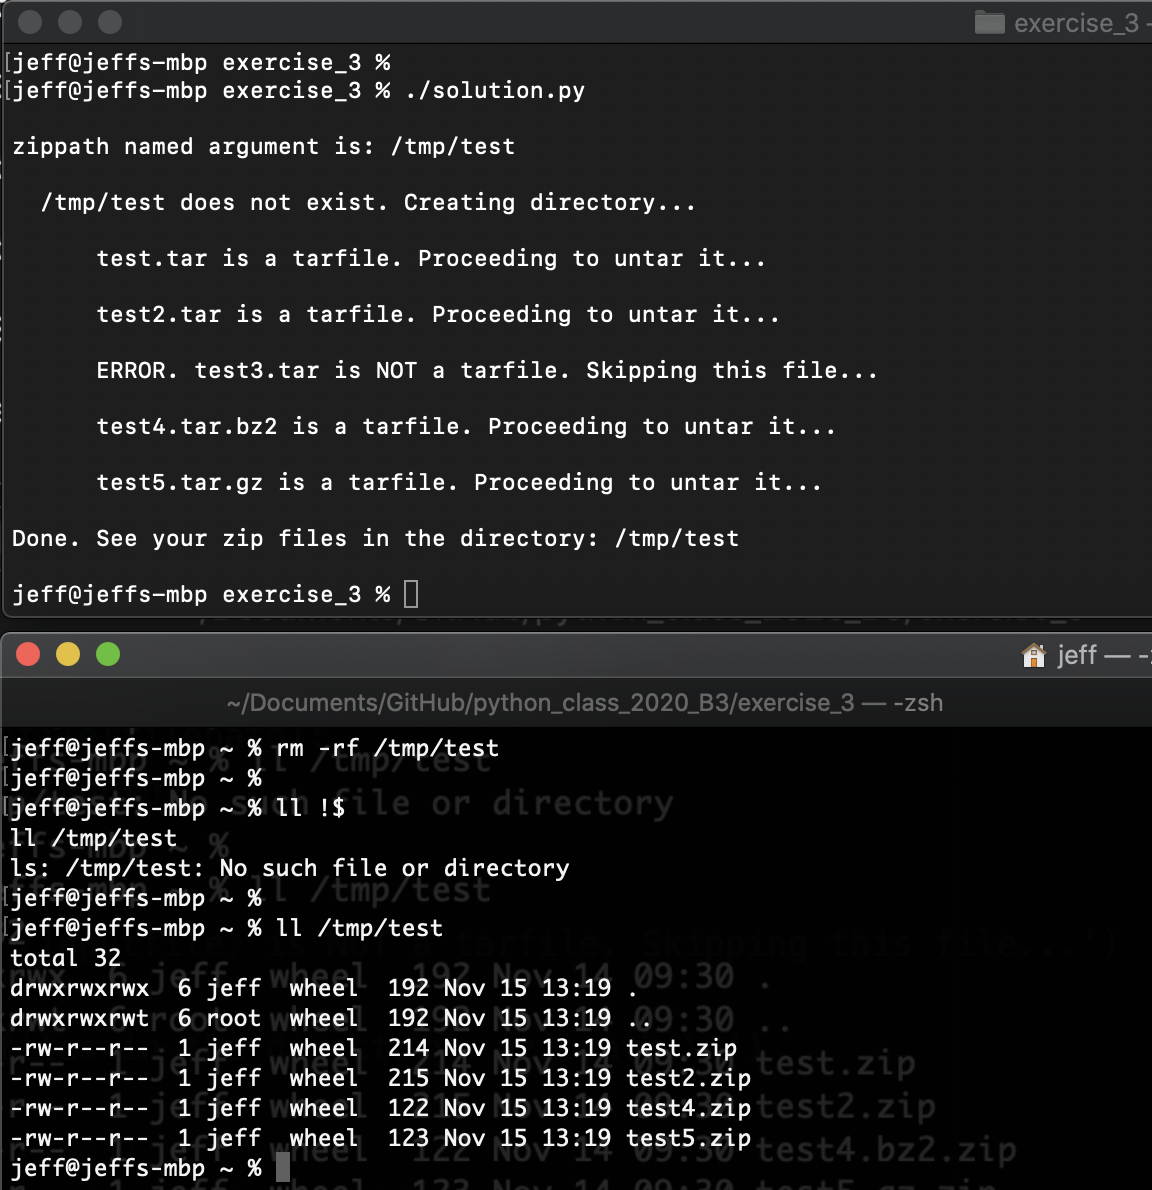 exercise_3 —
[jeff@jeffs-mbp exercise_3 %
[jeff@jeffs-mbp exercise_3 % ./solution.py
zippath named argument is: /tmp/test
/tmp/test does not exist. Creating directory...
test.tar is a tarfile. Proceeding to untar it...
test2.tar is a tarfile. Proceeding to untar it...
ERROR. test3.tar is NOT a tarfile. Skipping this file...
test4.tar.bz2 is a tarfile. Proceeding to untar it...
test5.tar.gz is a tarfile. Proceeding to untar it...
Done. See your zip files in the directory: /tmp/test
jeff@jeffs-mbp exercise_3 %
jeff — -
~/Documents/GitHub/python_class_2020_B3/exercise_3 — -zsh
[jeff@jeffs-mbp ~ % rm -rf /tmp/test
[jeff@jeffs-mbp ~ %
[jeff@jeffs-mbp ~ % ll !$
ll /tmp/test
ls: /tmp/test: No such file or directory
[jeff@jeffs-mbp ~ %
[jeff@jeffs-mbp ~ % ll /tmp/test
total 32
drwxrwxrwx  6 jeff  wheel  192 Nov 15 13:19 .
drwxrwxrwt  6 root  wheel  192 Nov 15 13:19 ..
-rw-r--r--  1 jeff  wheel  214 Nov 15 13:19 test.zip
-rw-r--r--  1 jeff  wheel  215 Nov 15 13:19 test2.zip
-rw-r--r--  1 jeff  wheel  122 Nov 15 13:19 test4.zip
-rw-r--r--  1 jeff  wheel  123 Nov 15 13:19 test5.zip
jeff@jeffs-mbp ~ %